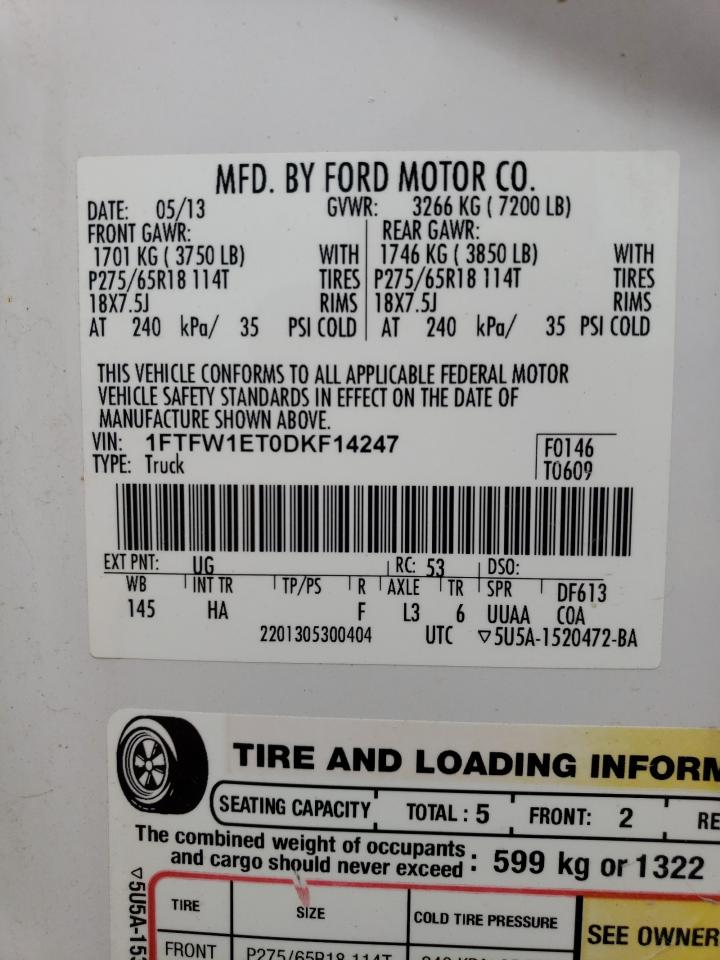 MFD. BY FORD MOTOR CO.
DATE: 05/13 GVWR: 3266 KG ( 7200 LB)
FRONT GAWR: REAR GAWR:
1701 KG ( 3750 LB) WITH 1746 KG ( 3850 LB) WITH
P275/65R18 114T TIRES P275/65R18 114T TIRES
18X7.5J RIMS 18X7.5J RIMS
AT 240 kPa/ 35 PSI COLD AT 240 kPa/ 35 PSI COLD
THIS VEHICLE CONFORMS TO ALL APPLICABLE FEDERAL MOTOR
VEHICLE SAFETY STANDARDS IN EFFECT ON THE DATE OF
MANUFACTURE SHOWN ABOVE.
VIN: 1FTFW1ET0DKF14247 F0146
TYPE: Truck T0609
EXT PNT: UG RC: 53 DSO:
WB INT TR TP/PS R AXLE TR SPR DF613
145 HA F L3 6 UUAA COA
2201305300404 UTC ▽5U5A-1520472-BA
TIRE AND LOADING INFORM
SEATING CAPACITY TOTAL : 5 FRONT: 2 RE
The combined weight of occupants
and cargo should never exceed : 599 kg or 1322
▽5U5A-153
TIRE SIZE COLD TIRE PRESSURE SEE OWNER
FRONT P275/65R18 114T